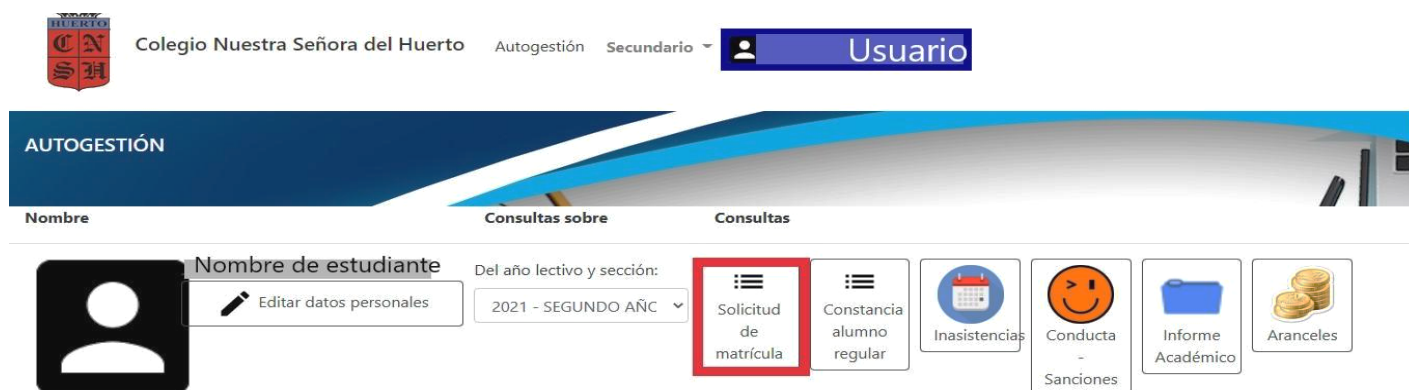 HUERTO
C N
S H
Colegio Nuestra Señora del Huerto Autogestión Secundario Usuario
AUTOGESTIÓN
Nombre Consultas sobre Consultas
Nombre de estudiante
Editar datos personales
Del año lectivo y sección:
2021 - SEGUNDO AÑC
Solicitud
de
matrícula
Constancia
alumno
regular
Inasistencias
Conducta
-
Sanciones
Informe
Académico
Aranceles